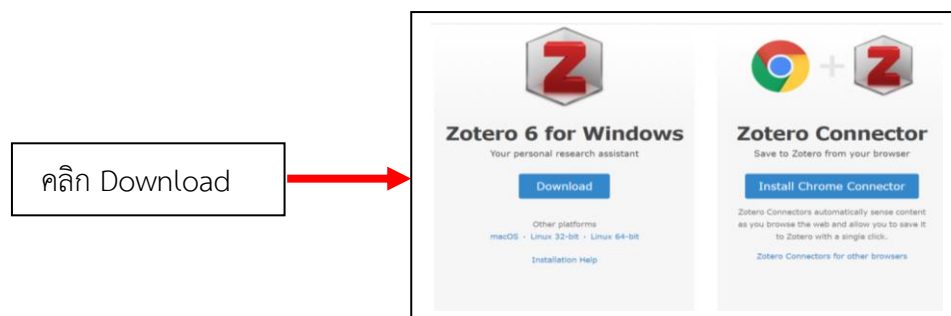 คลิก Download
Zotero 6 for Windows
Your personal research assistant
Download
Other platforms
macOS · Linux 32-bit · Linux 64-bit
Installation Help
Zotero Connector
Save to Zotero from your browser
Install Chrome Connector
Zotero Connectors automatically sense content
as you browse the web and allow you to save it
to Zotero with a single click.
Zotero Connectors for other browsers